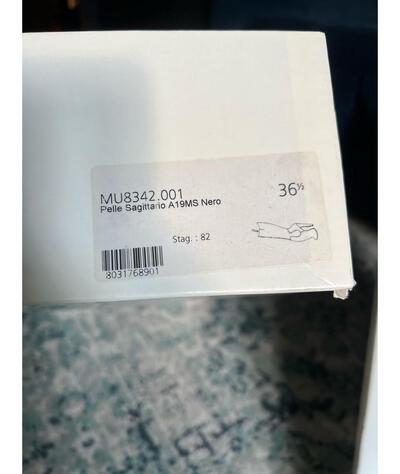 MU8342.001
36½
Pelle Sagittario A19MS Nero
Stag. : 82
8031768901